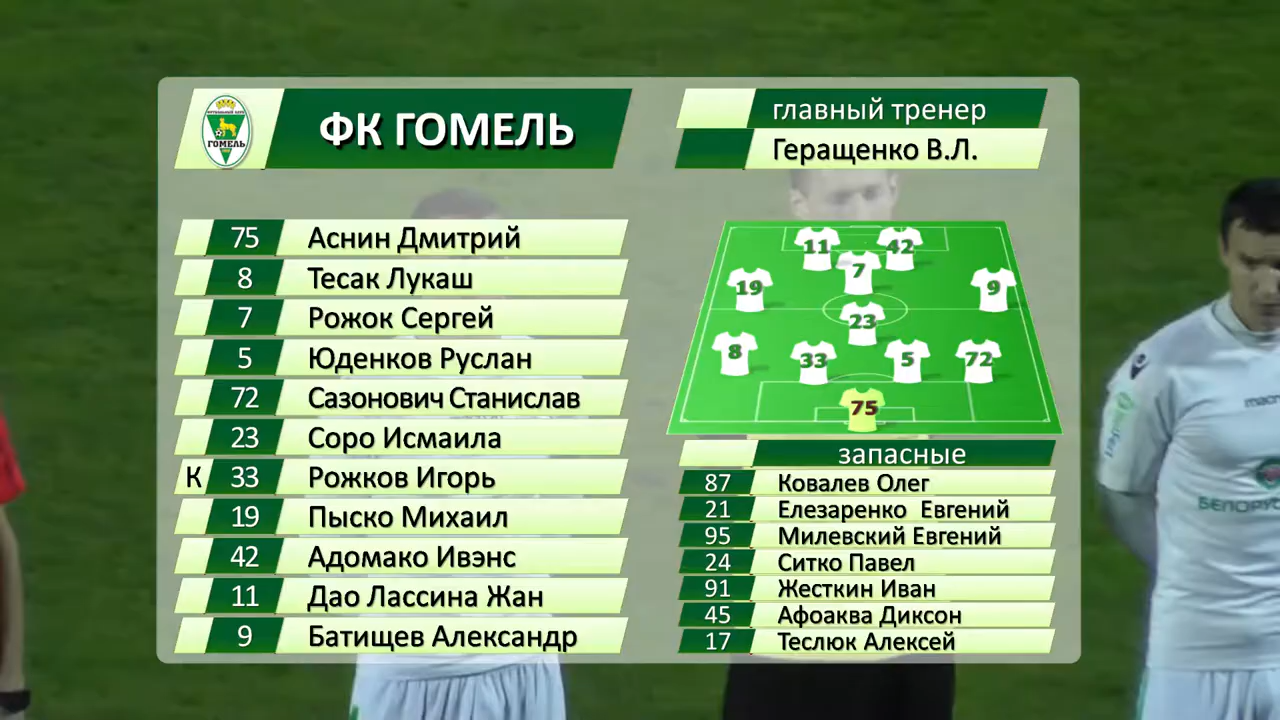 ФК ГОМЕЛЬ
ГОМЕЛЬ
главный тренер
Геращенко В.Л.
75 Аснин Дмитрий
8 Тесак Лукаш
7 Рожок Сергей
5 Юденков Руслан
72 Сазонович Станислав
23 Соро Исмаила
К 33 Рожков Игорь
19 Пыско Михаил
42 Адомако Ивэнс
11 Дао Лассина Жан
9 Батищев Александр
11 42
7
19 9
23
8 33 5 72
75
запасные
87 Ковалев Олег
21 Елезаренко Евгений
95 Милевский Евгений
24 Ситко Павел
91 Жесткин Иван
45 Афоаква Диксон
17 Теслюк Алексей